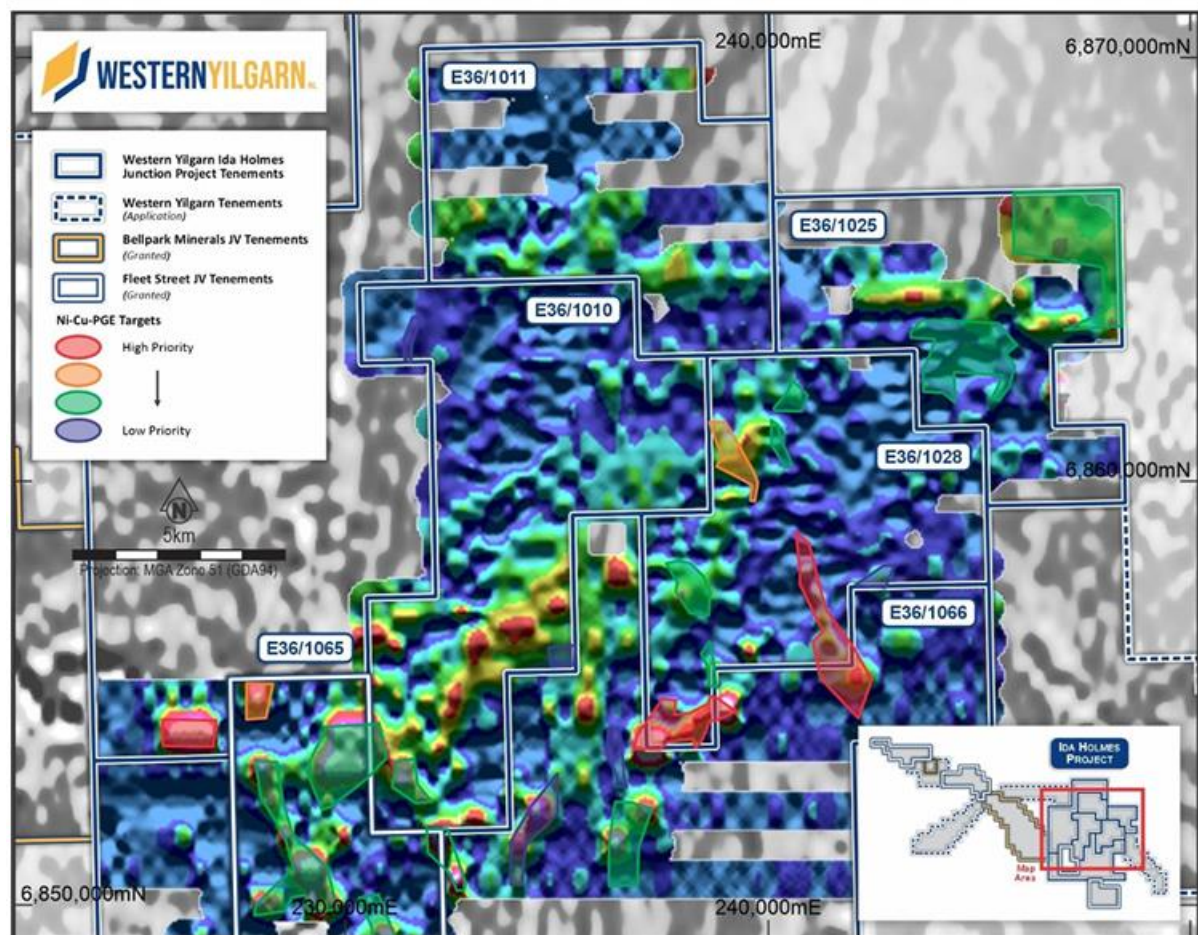 240,000mE
6,870,000mN
WESTERNYILGARN
E36/1011
Western Yilgarn Ida Holmes
Junction Project Tenements
Western Yilgarn Tenements
(Application)
Bellpark Minerals JV Tenements
(Granted)
Fleet Street JV Tenements
(Granted)
Ni-Cu-PGE Targets
High Priority
Low Priority
E36/1025
E36/1010
E36/1028
6,860,000mN
N
5km
Projection: MGA Zone 51 (GDA94)
E36/1066
E36/1065
IDA HOLMES
PROJECT
Map
Area
6,850,000mN
230,000mE
240,000mE